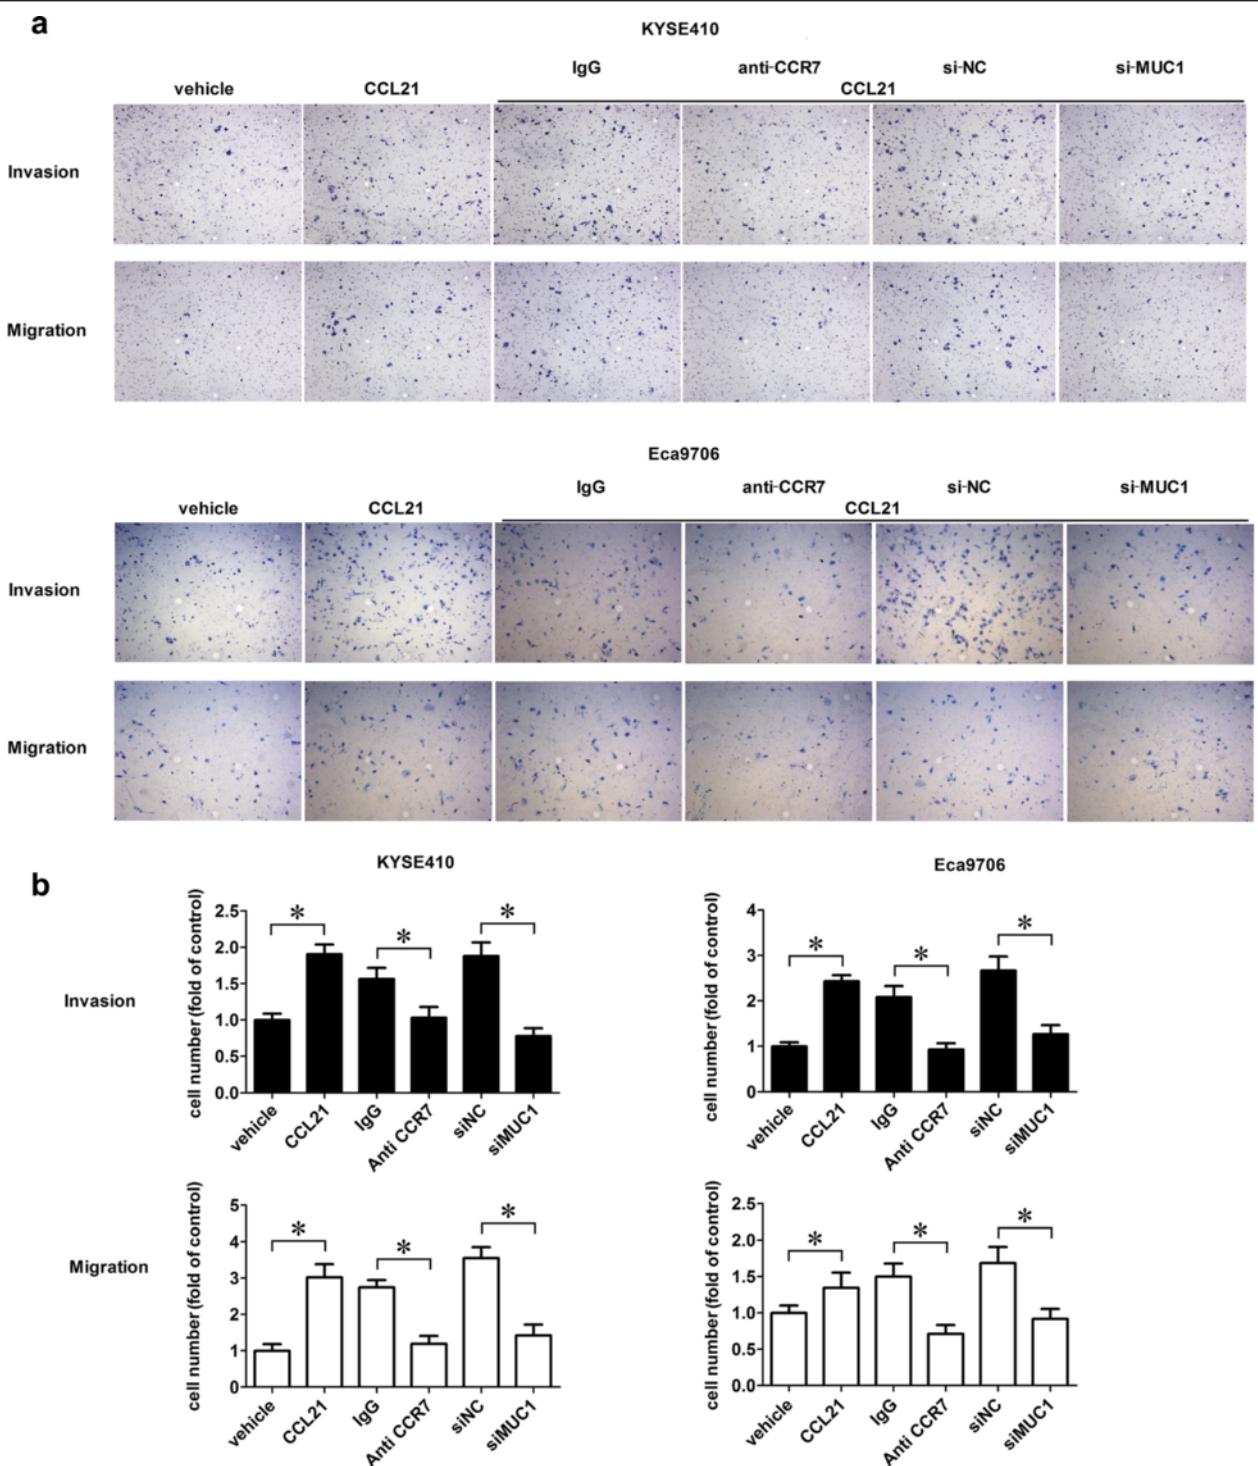 a
KYSE410
IgG anti-CCR7 si-NC si-MUC1
vehicle CCL21 CCL21
Invasion
Migration
Eca9706
IgG anti-CCR7 si-NC si-MUC1
vehicle CCL21 CCL21
Invasion
Migration
b
KYSE410 Eca9706
Invasion
cell number (fold of control)
2.5
2.0
1.5
1.0
0.5
0.0
* * *
vehicle CCL21 IgG Anti CCR7 siNC siMUC1
cell number (fold of control)
4
3
2
1
0
* * *
vehicle CCL21 IgG Anti CCR7 siNC siMUC1
Migration
cell number (fold of control)
5
4
3
2
1
0
* * *
vehicle CCL21 IgG Anti CCR7 siNC siMUC1
cell number (fold of control)
2.5
2.0
1.5
1.0
0.5
0.0
* * *
vehicle CCL21 IgG Anti CCR7 siNC siMUC1